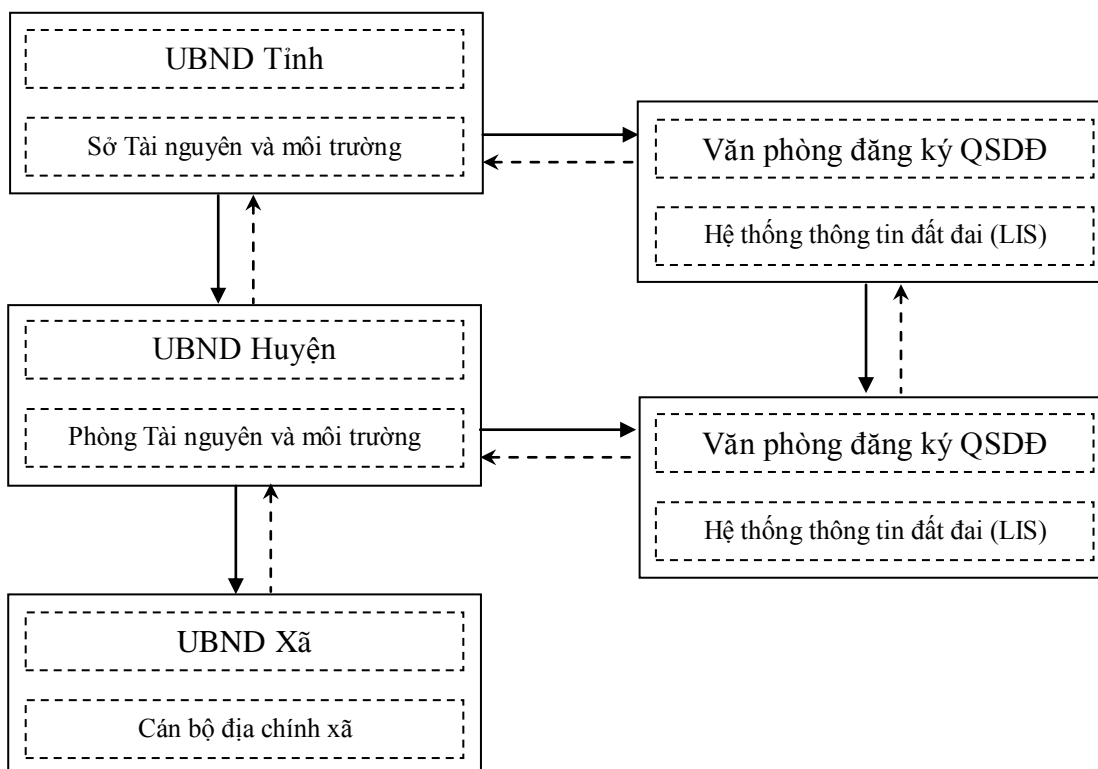 UBND Tỉnh
Sở Tài nguyên và môi trường
Văn phòng đăng ký QSDĐ
Hệ thống thông tin đất đai (LIS)
UBND Huyện
Phòng Tài nguyên và môi trường
Văn phòng đăng ký QSDĐ
Hệ thống thông tin đất đai (LIS)
UBND Xã
Cán bộ địa chính xã